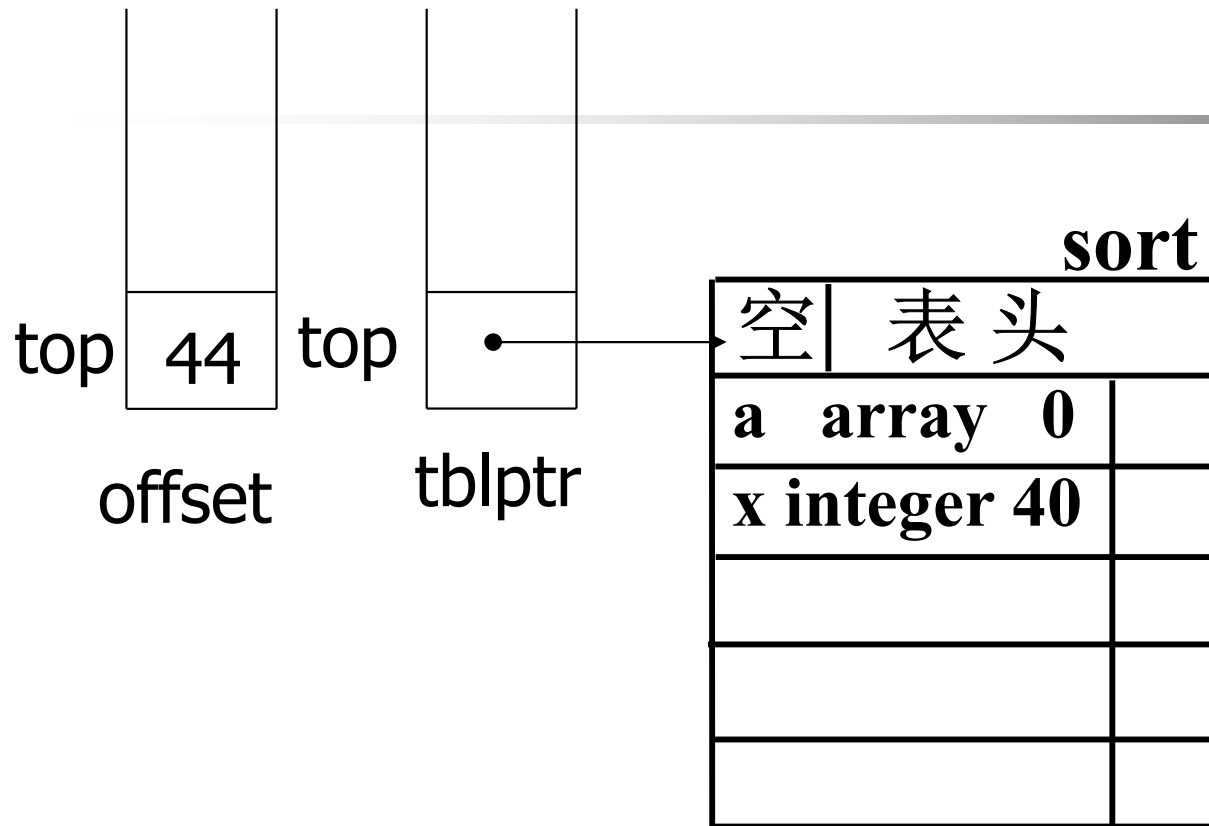 sort
空 表 头
top 44 top
a array 0
offset tblptr
x integer 40